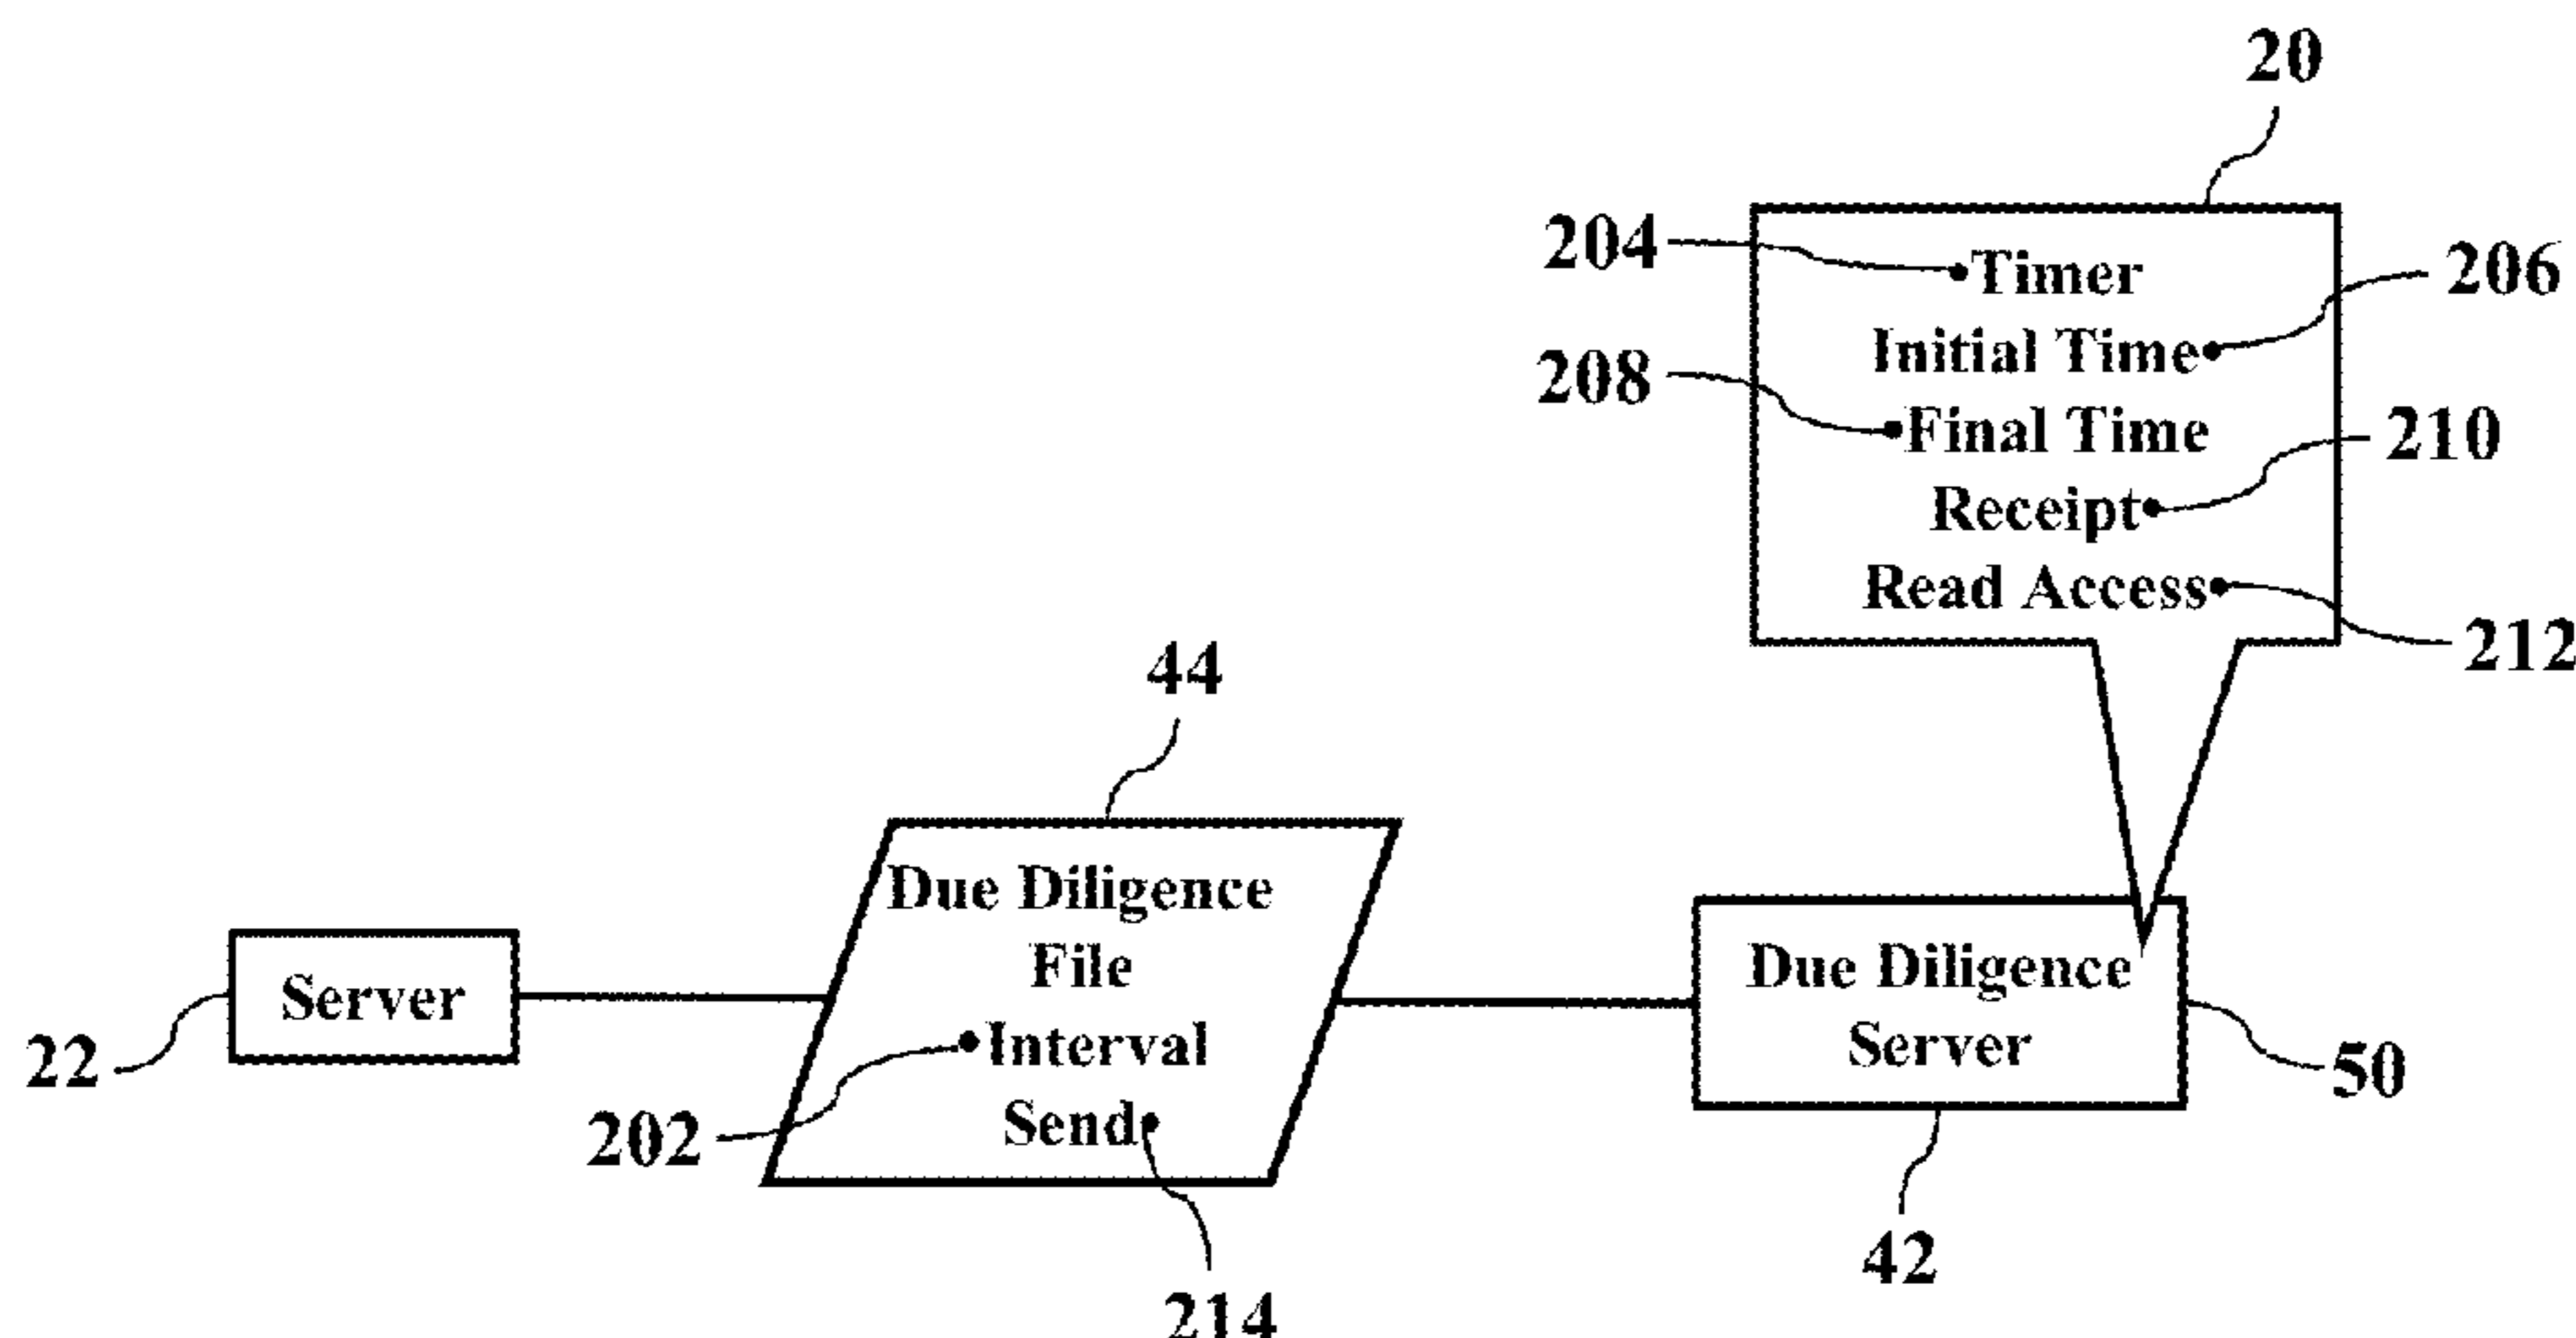 20
204
Timer
206
Initial Time
208
Final Time
210
Receipt
Read Access
212
44
Due Diligence
File
Interval
Send
202
214
Server
22
Due Diligence
Server
50
42